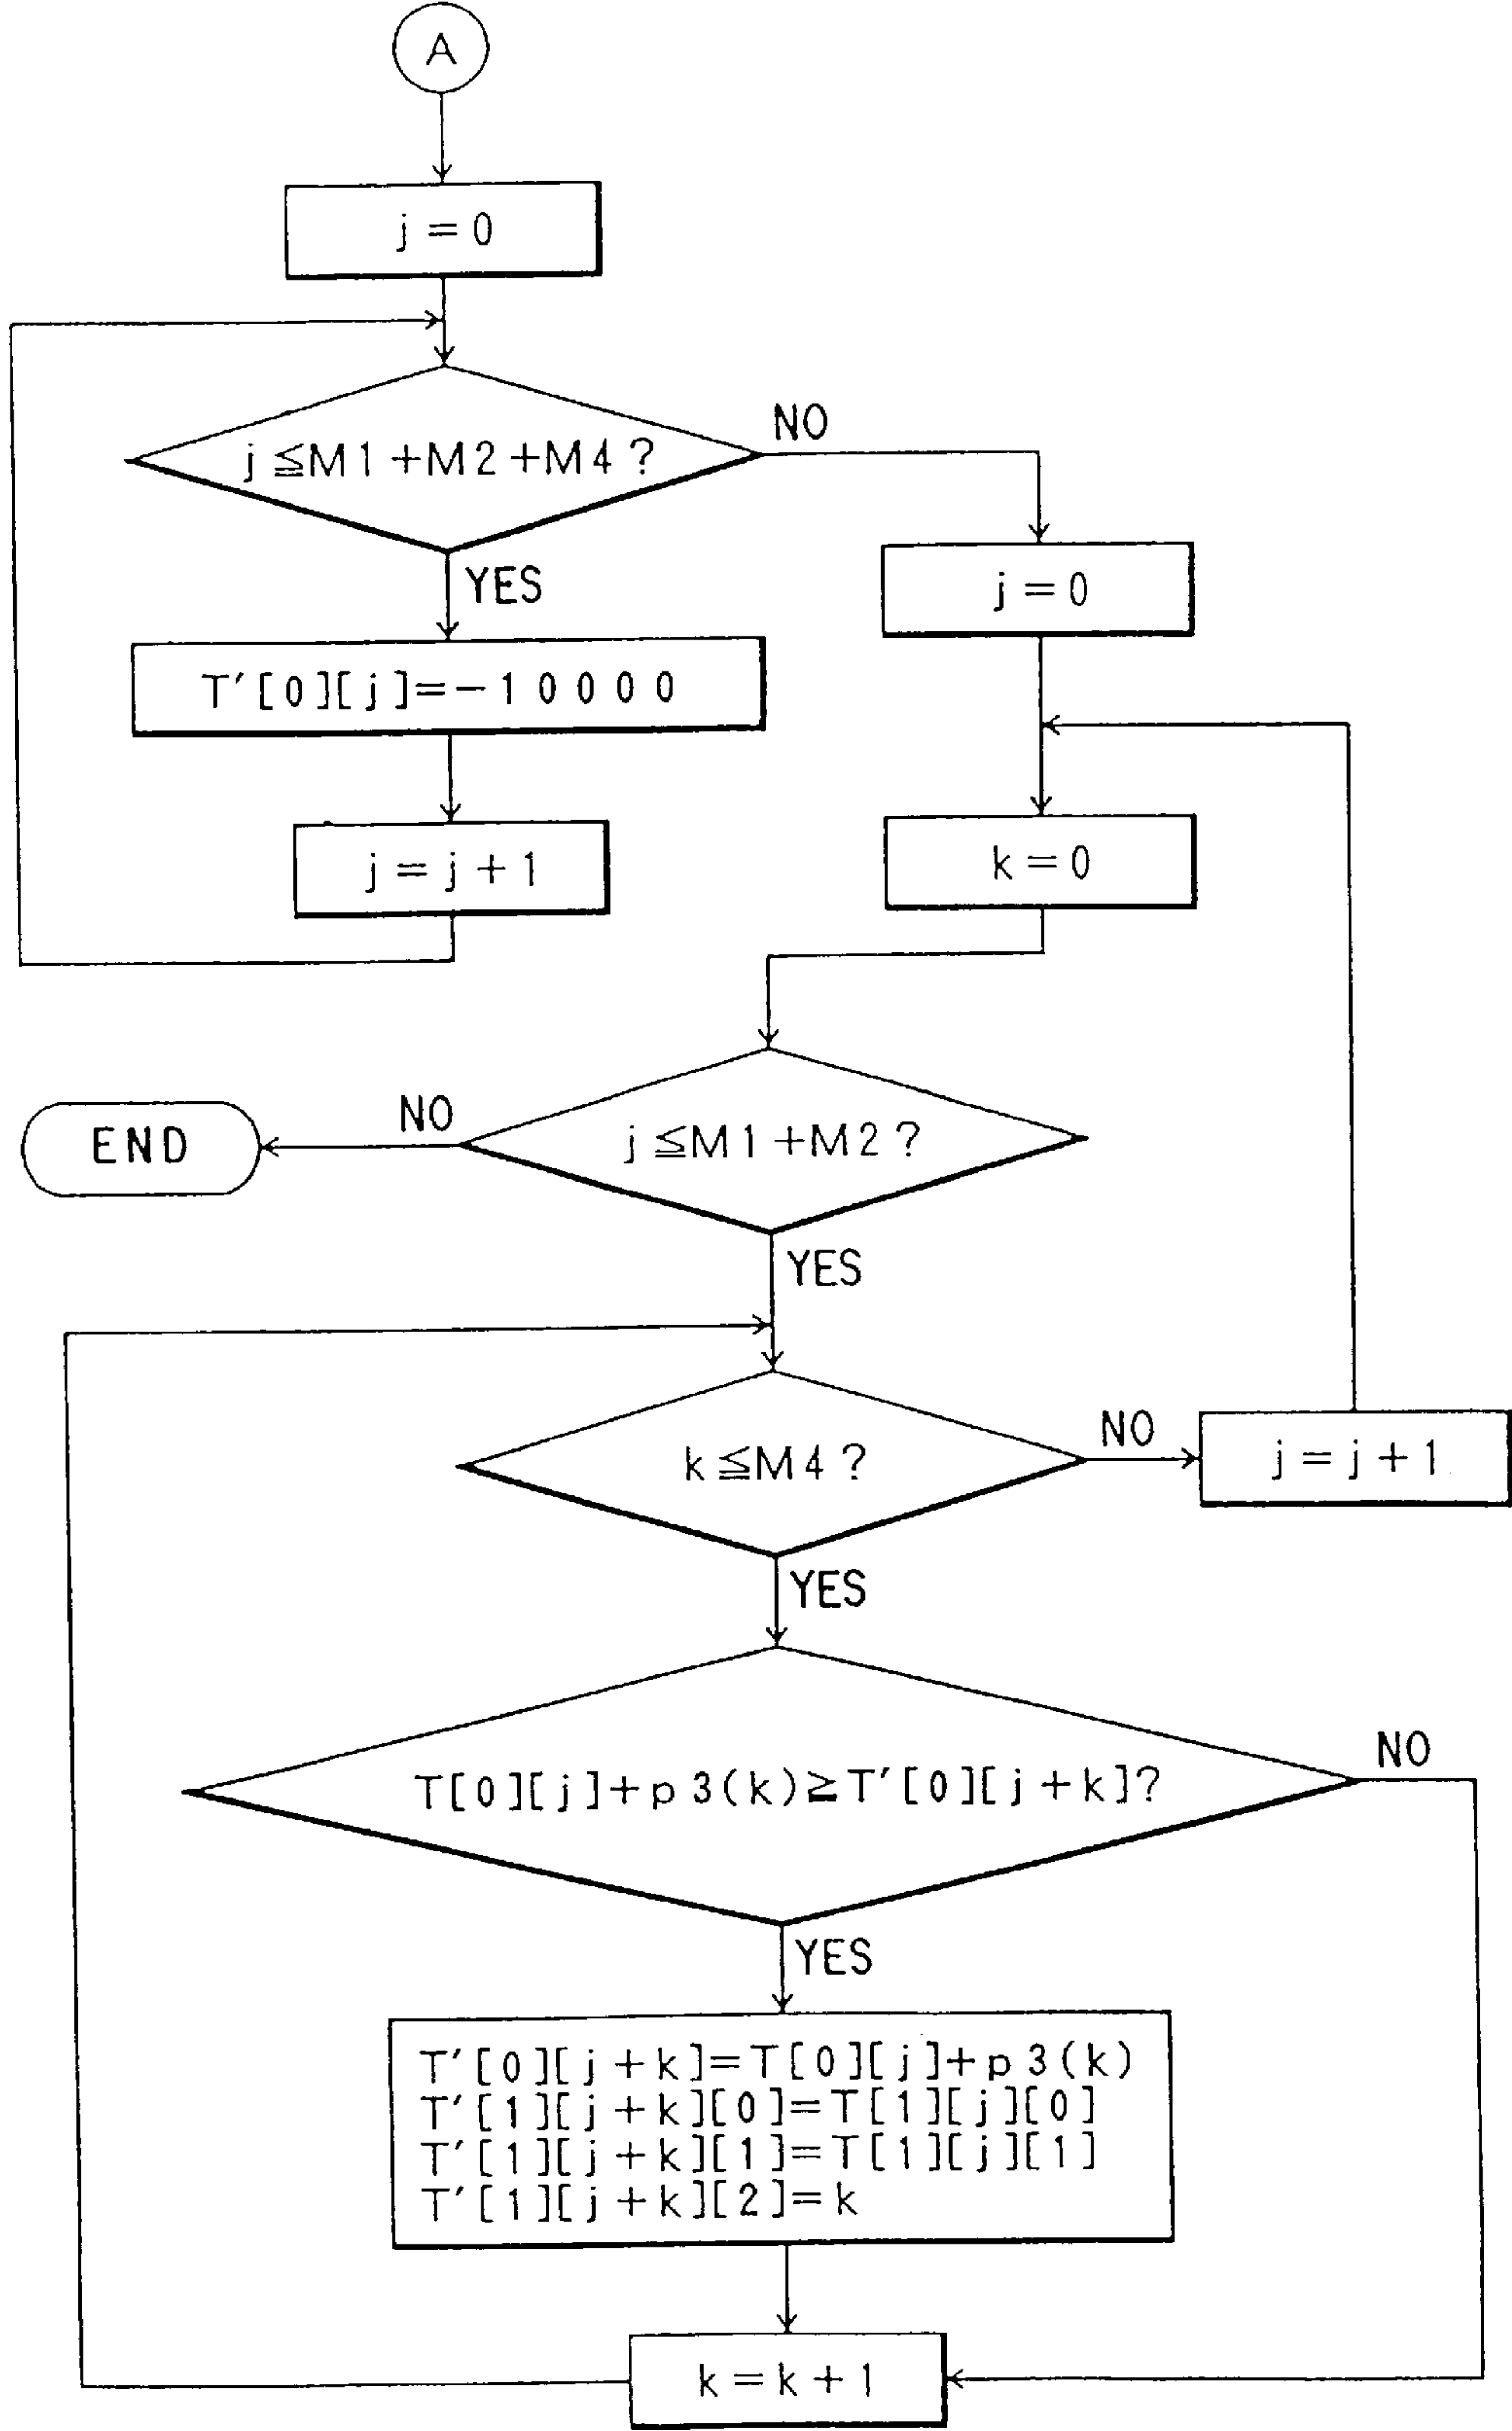 A
j=0
j≦M1+M2+M4?
NO
YES
j=0
T′[0][j]=-10000
j=j+1
k=0
NO
END
j≦M1+M2?
YES
k≦M4?
NO
j=j+1
YES
T[0][j]+p3(k)≧T′[0][j+k]?
NO
YES
T′[0][j+k]=T[0][j]+p3(k)
T′[1][j+k][0]=T[1][j][0]
T′[1][j+k][1]=T[1][j][1]
T′[1][j+k][2]=k
k=k+1